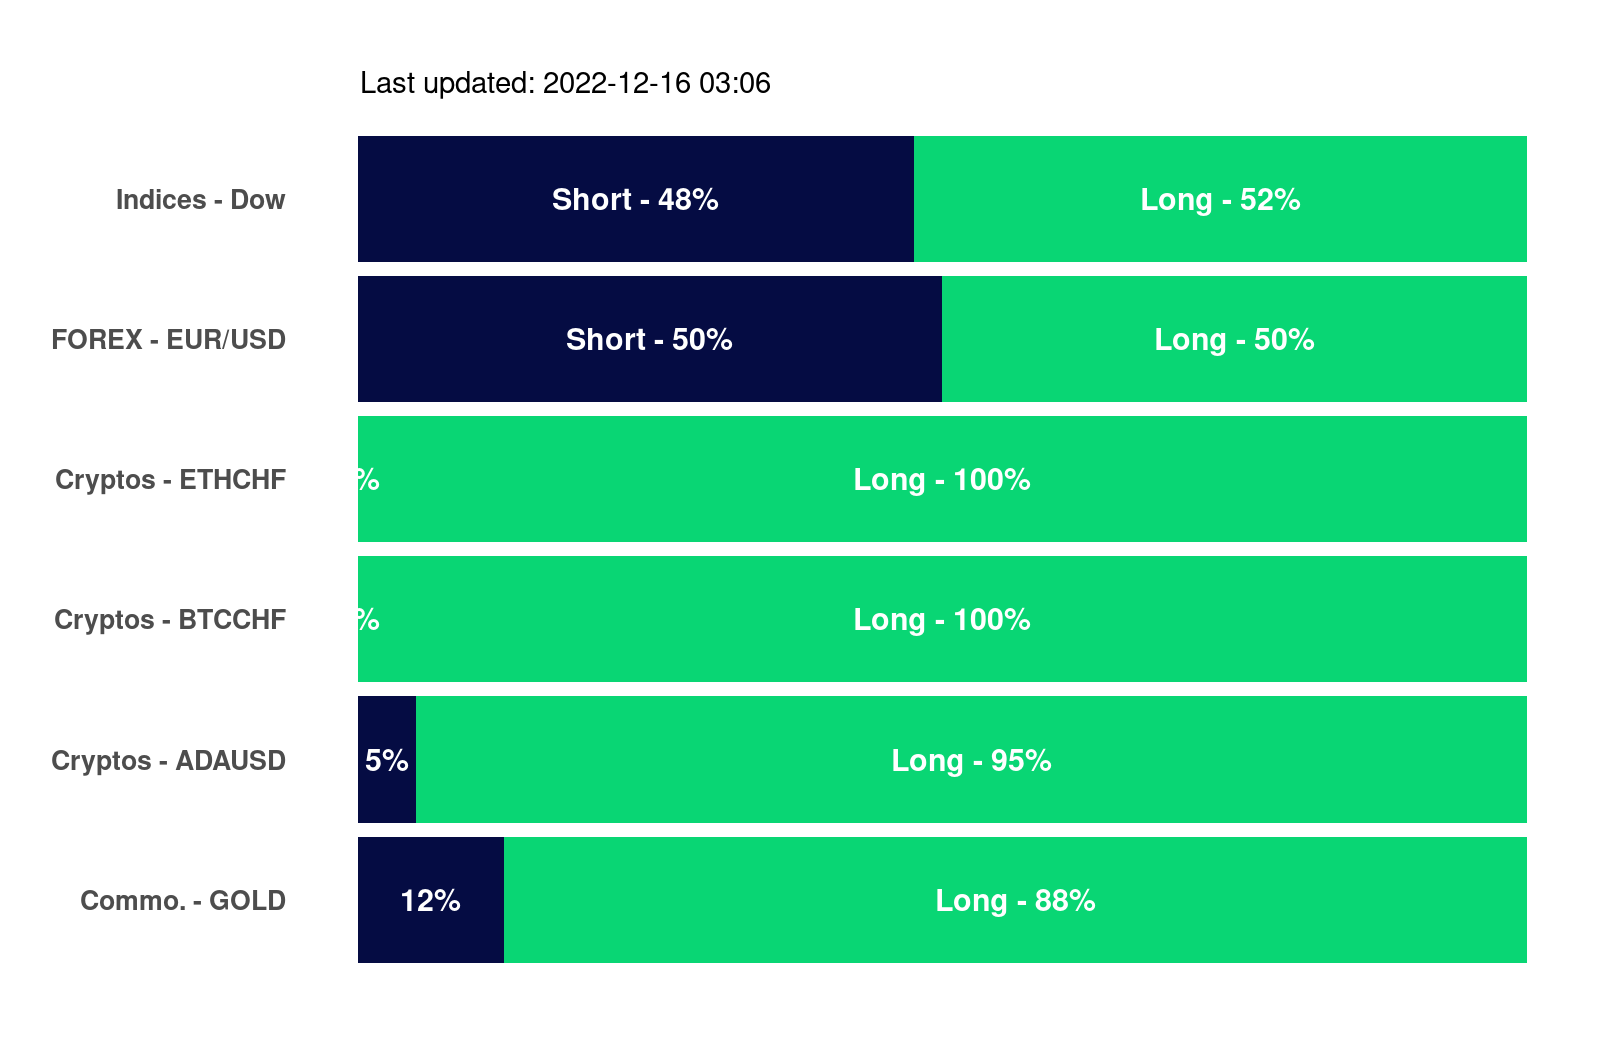 Last updated: 2022-12-16 03:06
Indices - Dow Short - 48% Long - 52%
FOREX - EUR/USD Short - 50% Long - 50%
Cryptos - ETHCHF % Long - 100%
Cryptos - BTCCHF % Long - 100%
Cryptos - ADAUSD 5% Long - 95%
Commo. - GOLD 12% Long - 88%